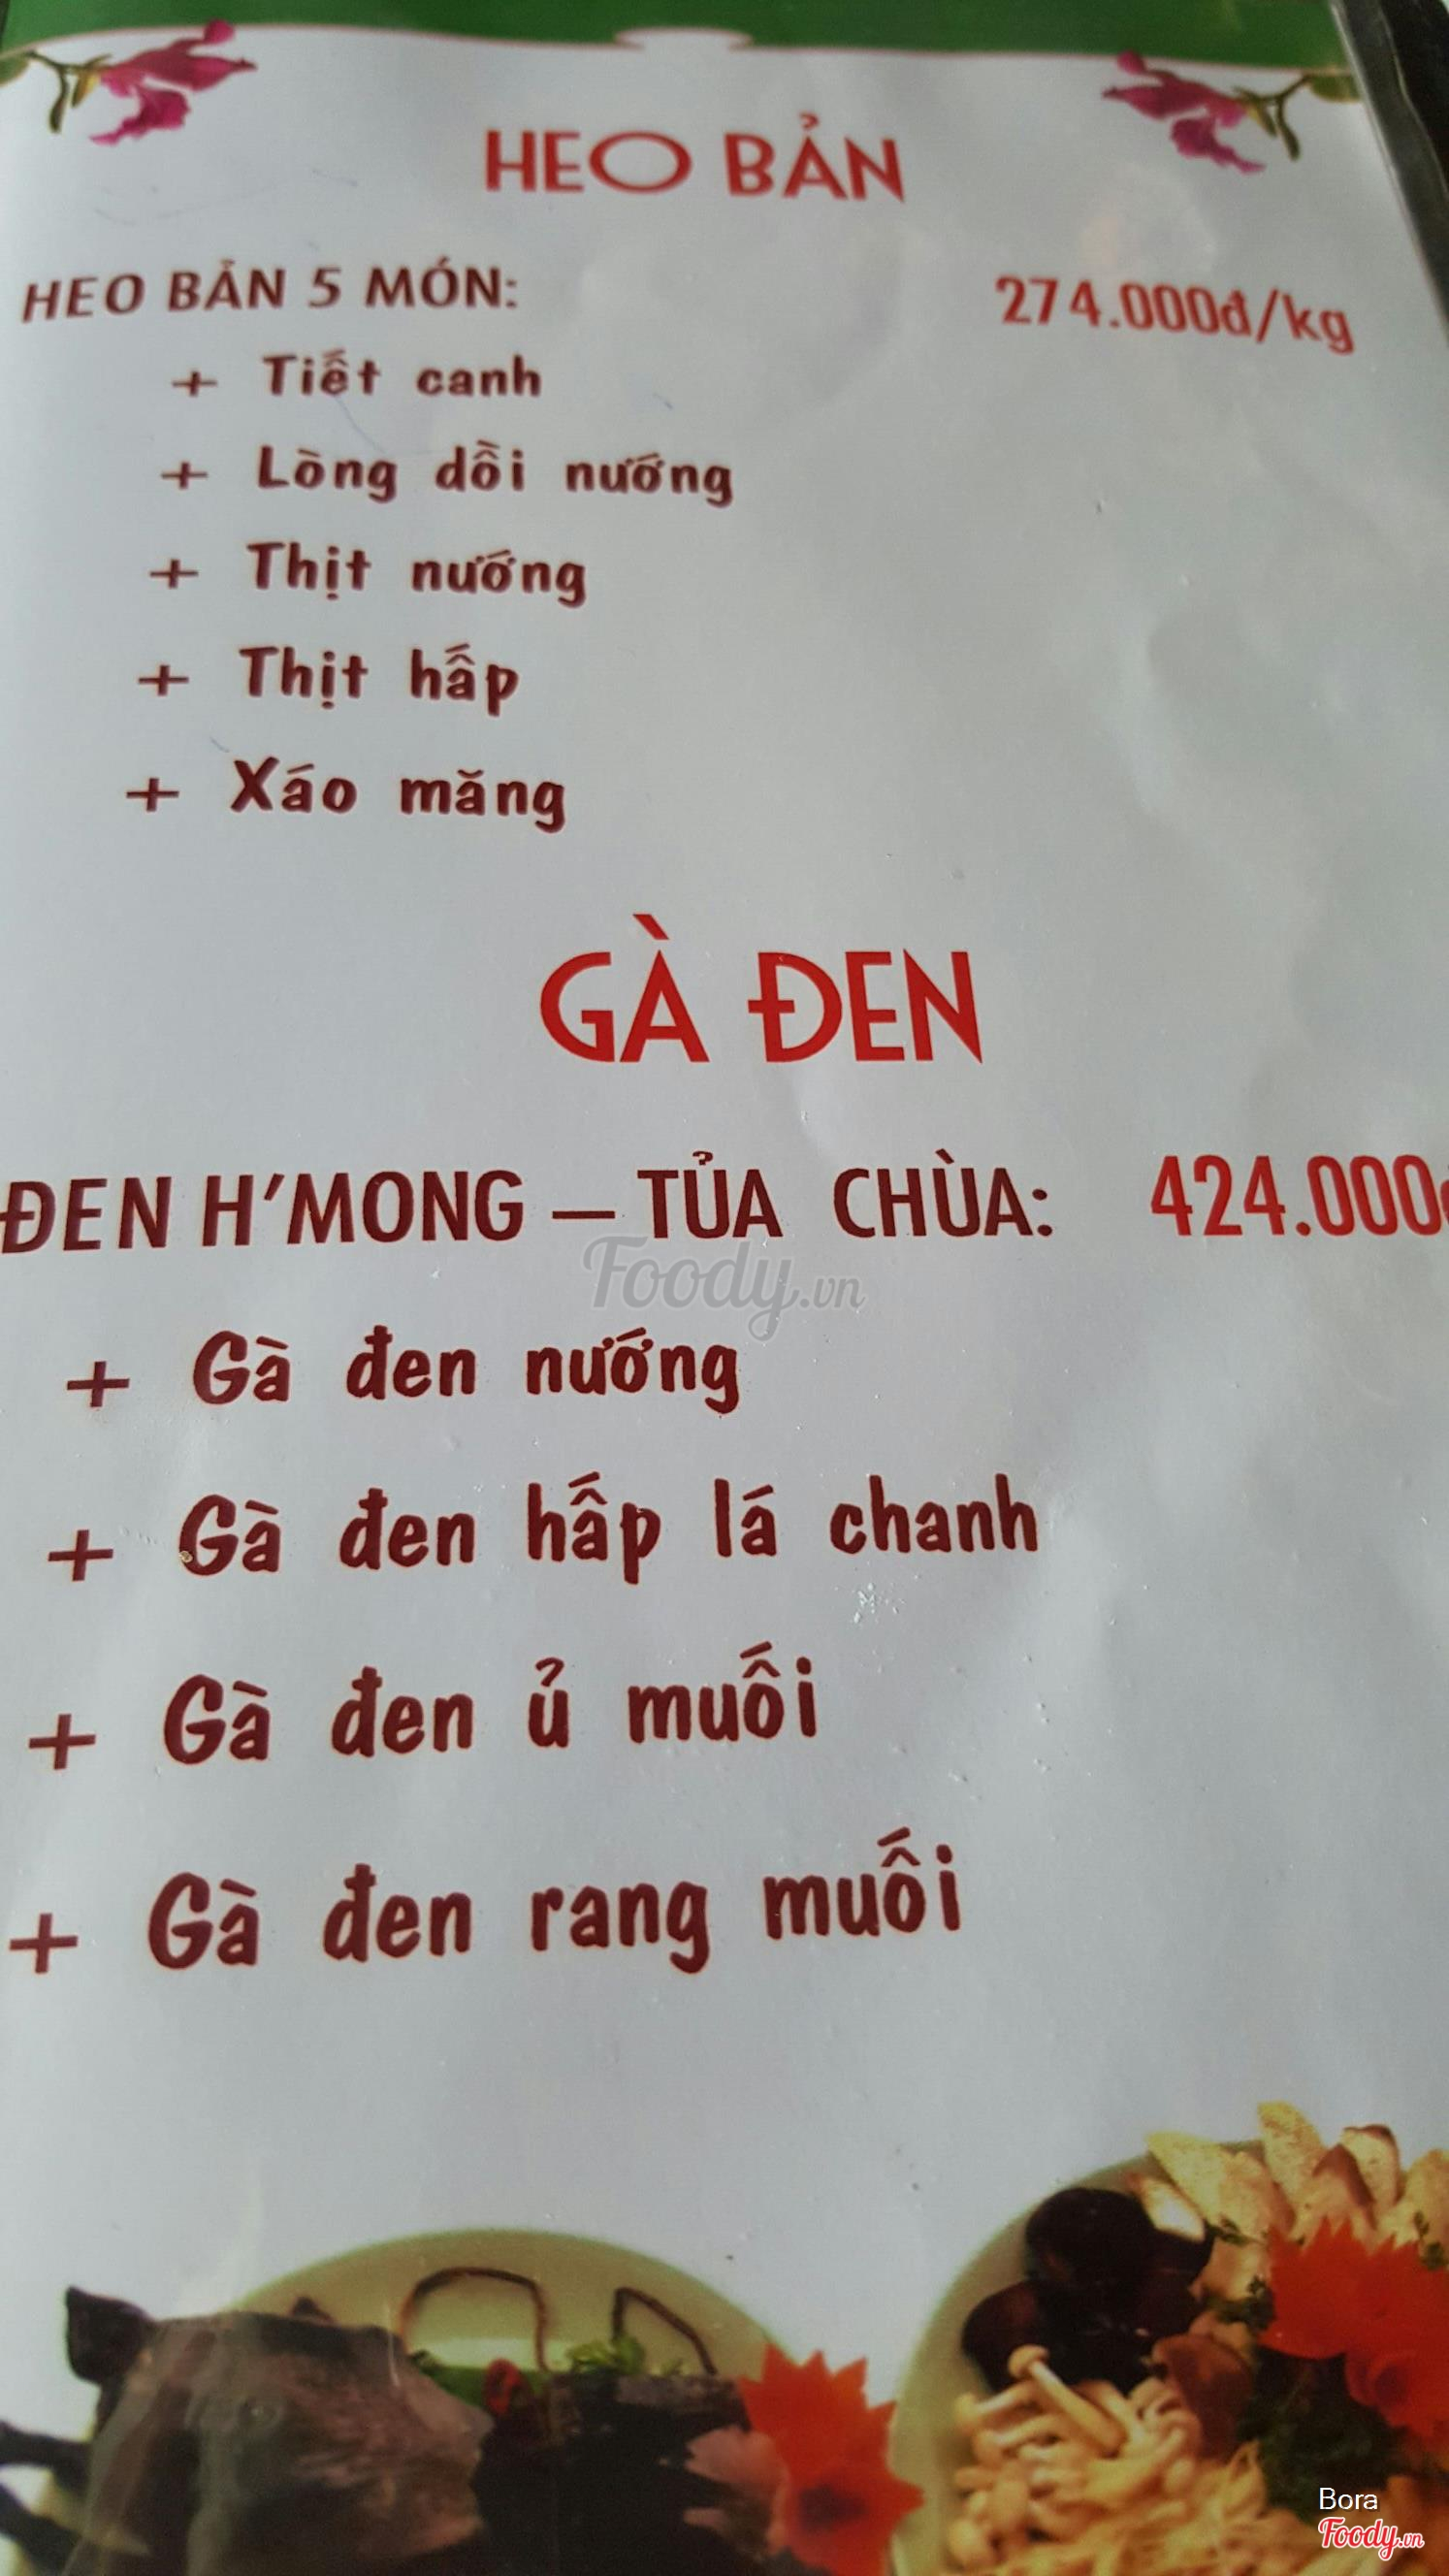 HEO BẢN
HEO BẢN 5 MÓN: 274.000đ/kg
+ Tiết canh
+ Lòng dồi nướng
+ Thịt nướng
+ Thịt hấp
+ Xáo măng
GÀ ĐEN
ĐEN H'MONG – TỦA CHÙA: 424.000
Foody.vn
+ Gà đen nướng
+ Gà đen hấp lá chanh
+ Gà đen ủ muối
+ Gà đen rang muối
Bora
Foody.vn